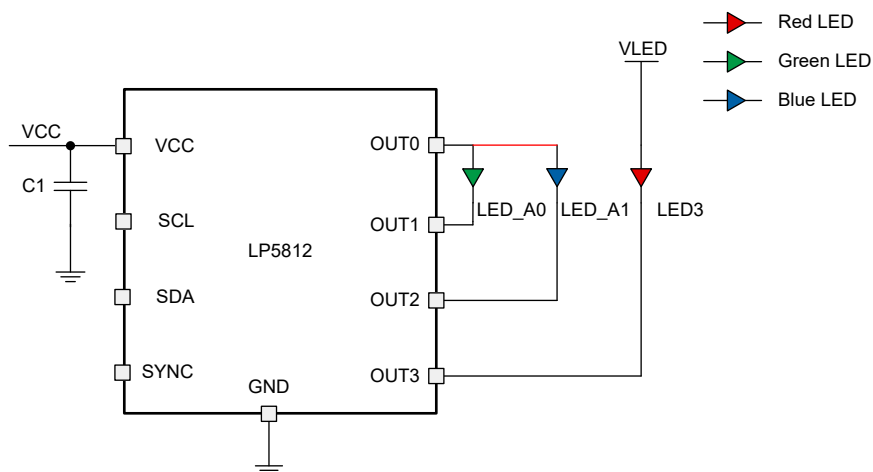 Red LED
Green LED
Blue LED
VLED
VCC
VCC
OUT0
C1
LED_A0
LED_A1
LED3
SCL
OUT1
LP5812
SDA
OUT2
SYNC
OUT3
GND